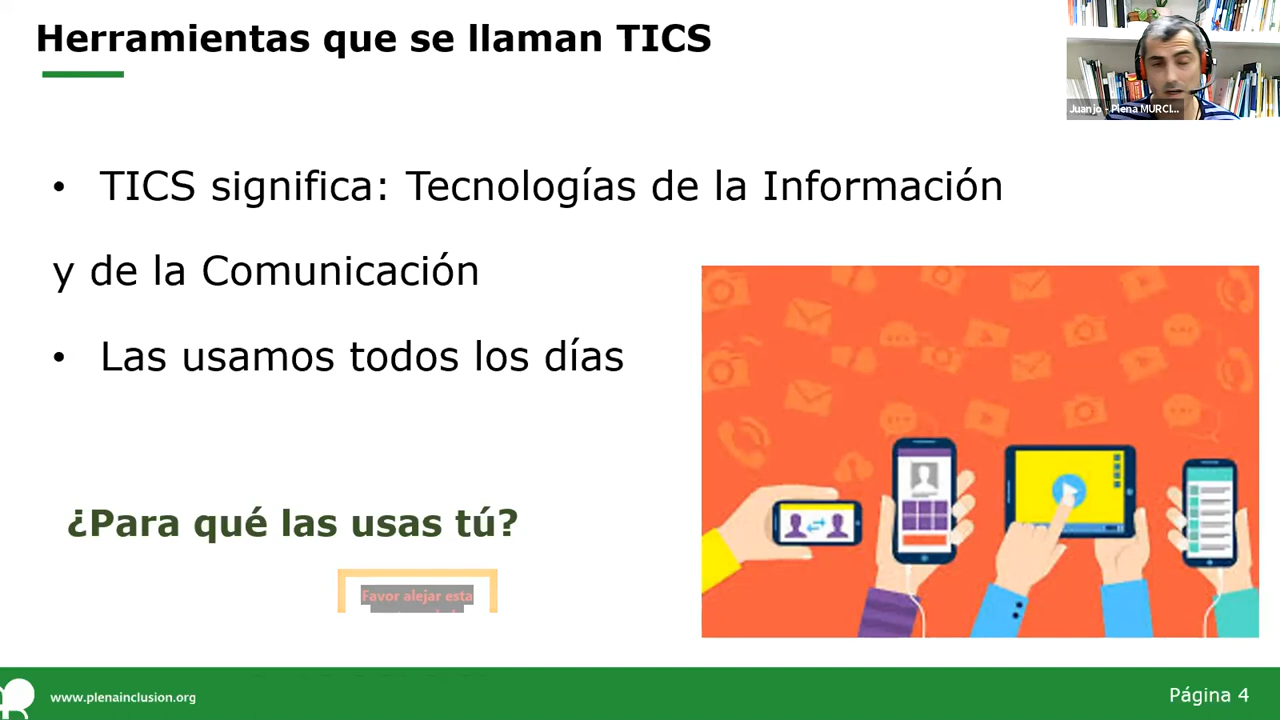 Herramientas que se llaman TICS
Juanjo - Plena MURCI...
• TICS significa: Tecnologías de la Información
y de la Comunicación
• Las usamos todos los días
¿Para qué las usas tú?
Favor alejar esta
www.plenainclusion.org
Página 4